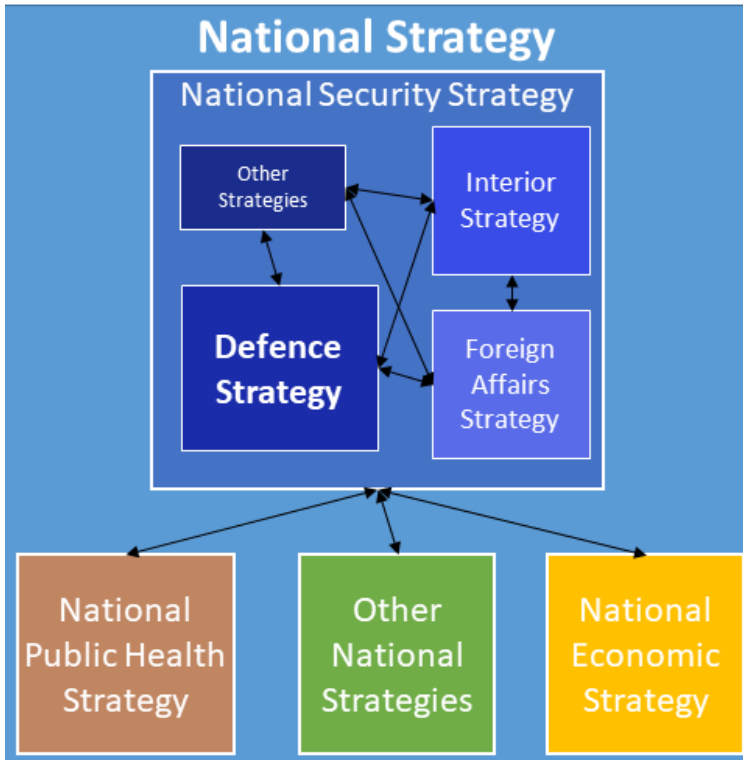 National Strategy
National Security Strategy
Other
Strategies
Interior
Strategy
Defence
Strategy
Foreign
Affairs
Strategy
National
Public Health
Strategy
Other
National
Strategies
National
Economic
Strategy